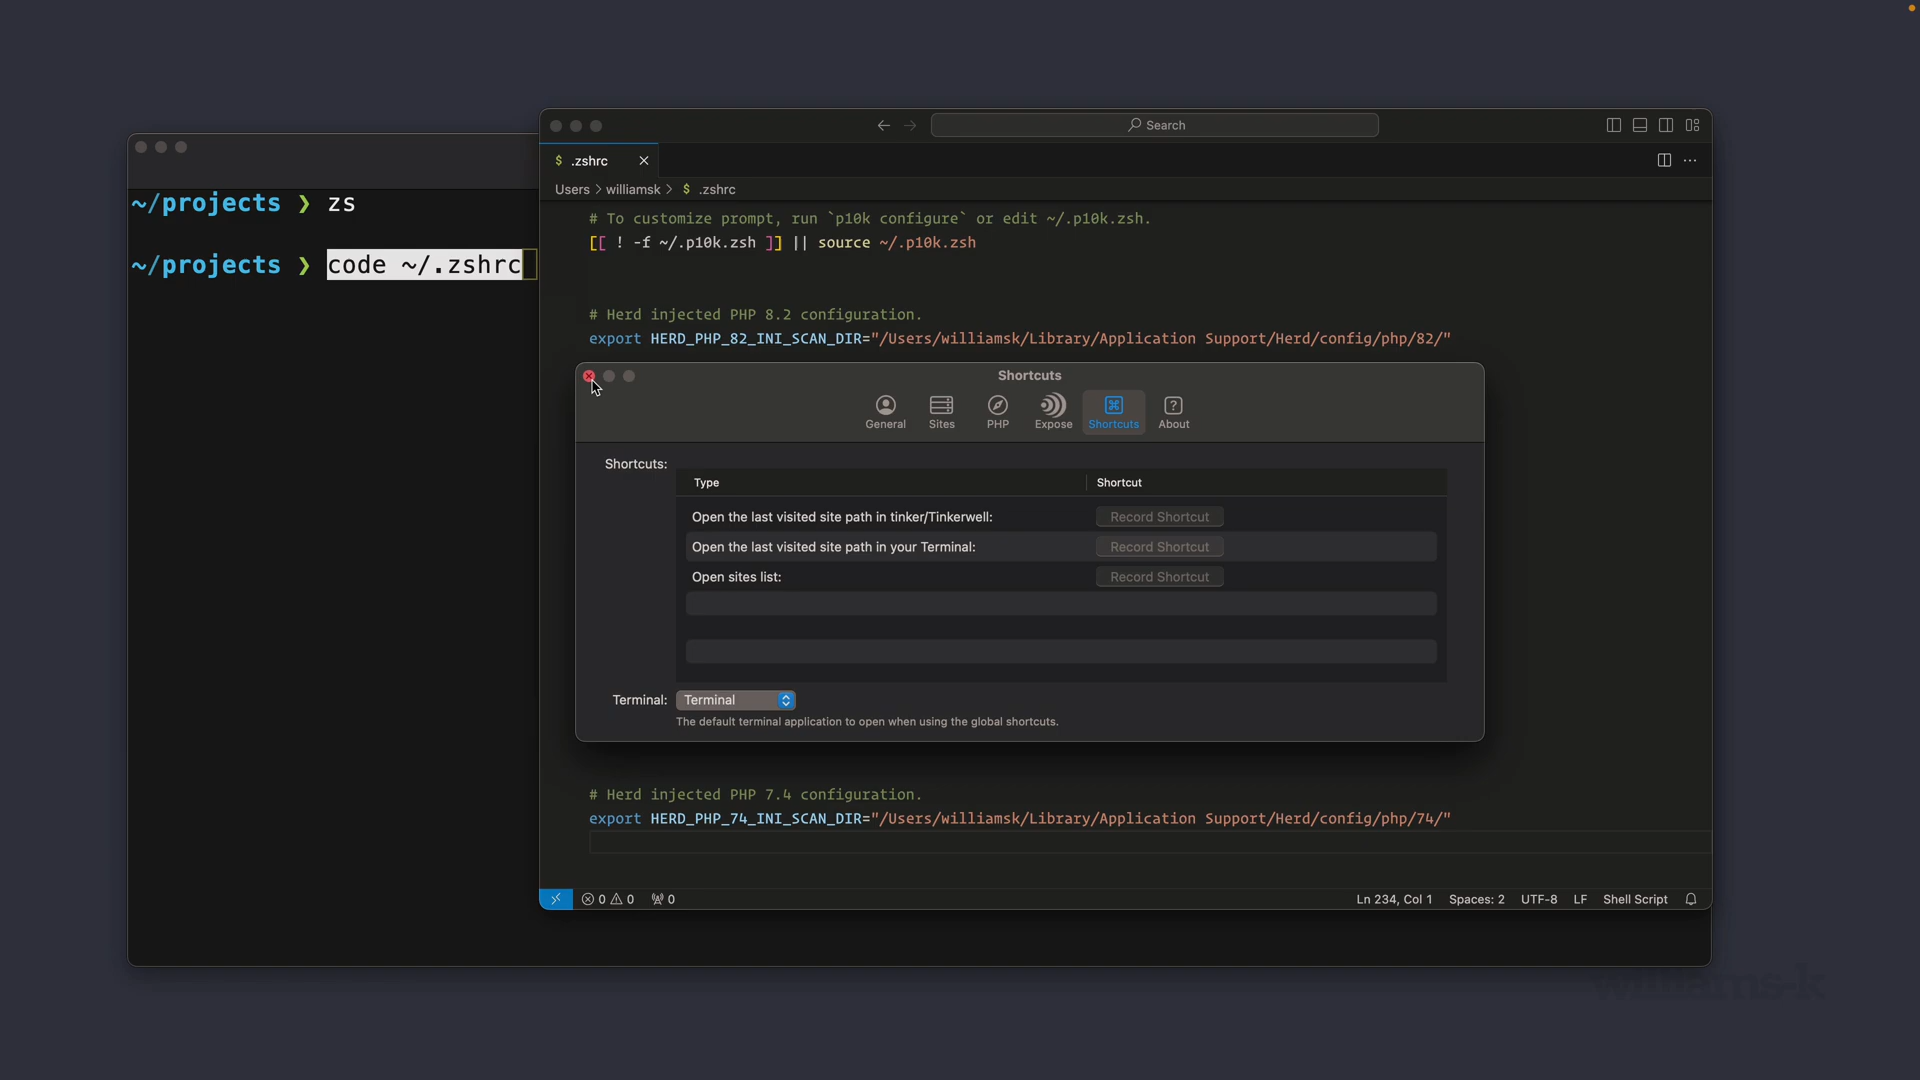 ~/projects ❯ zs
~/projects ❯ code ~/.zshrc
Search
$ .zshrc
Users > williamsk > $ .zshrc
# To customize prompt, run `p10k configure` or edit ~/.p10k.zsh.
[[ ! -f ~/.p10k.zsh ]] || source ~/.p10k.zsh
# Herd injected PHP 8.2 configuration.
export HERD_PHP_82_INI_SCAN_DIR="/Users/williamsk/Library/Application Support/Herd/config/php/82/"
Shortcuts
General Sites PHP Expose Shortcuts About
Shortcuts:
Type Shortcut
Open the last visited site path in tinker/Tinkerwell: Record Shortcut
Open the last visited site path in your Terminal: Record Shortcut
Open sites list: Record Shortcut
Terminal: Terminal
The default terminal application to open when using the global shortcuts.
# Herd injected PHP 7.4 configuration.
export HERD_PHP_74_INI_SCAN_DIR="/Users/williamsk/Library/Application Support/Herd/config/php/74/"
0 0 0 Ln 234, Col 1 Spaces: 2 UTF-8 LF Shell Script
williams-k